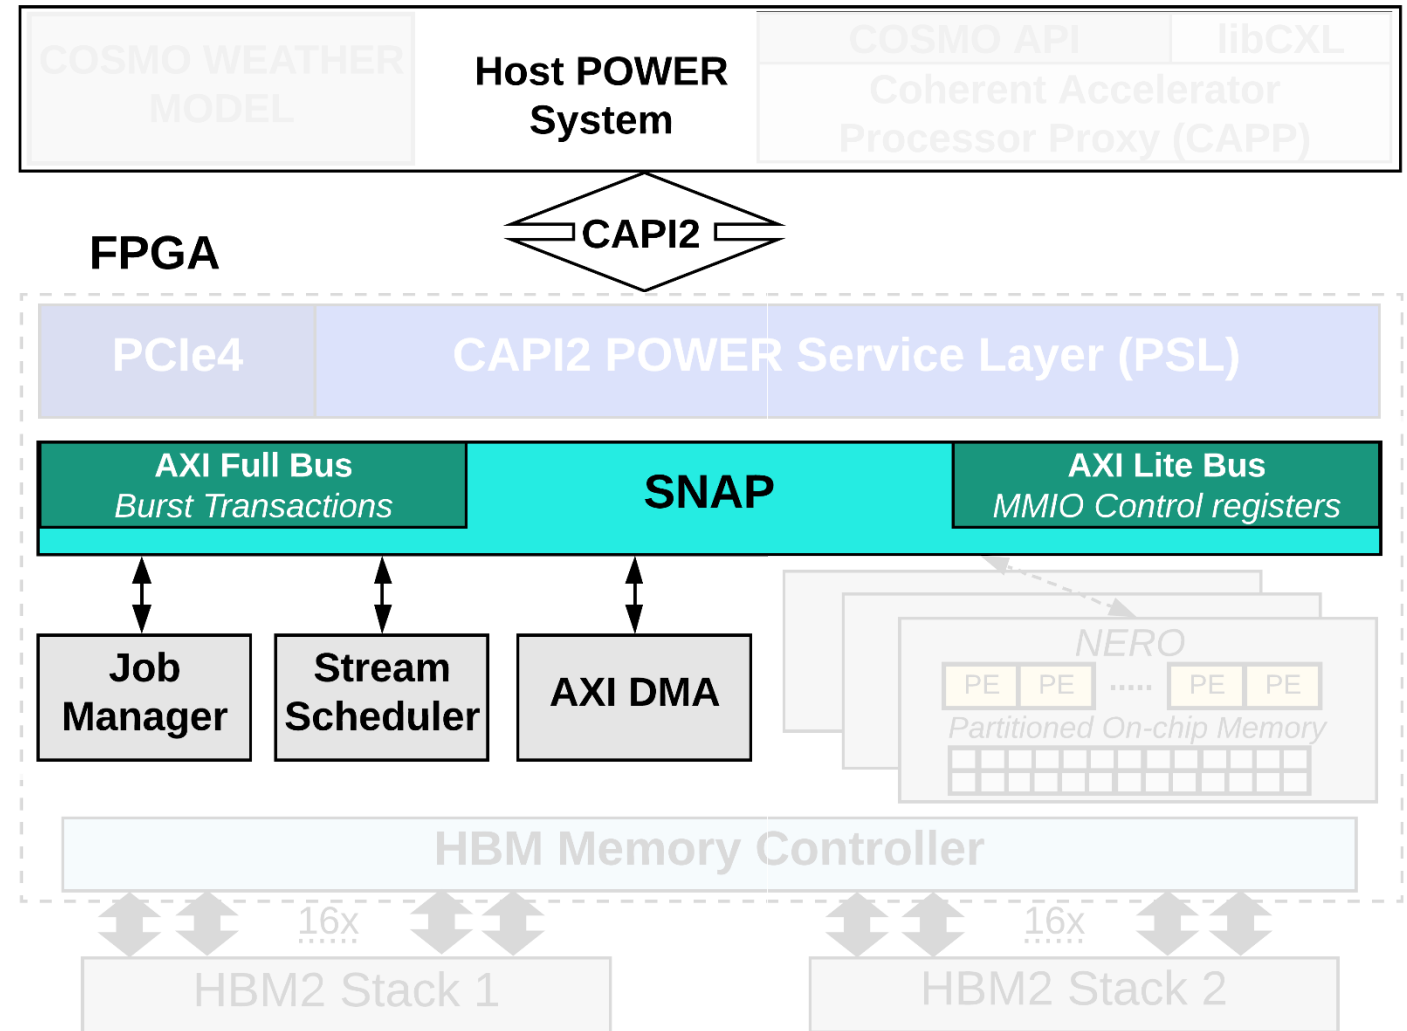 COSMO WEATHER
MODEL
Host POWER
System
COSMO API
libCXL
Coherent Accelerator
Processor Proxy (CAPP)
CAPI2
FPGA
PCIe4
CAPI2 POWER Service Layer (PSL)
AXI Full Bus
Burst Transactions
SNAP
AXI Lite Bus
MMIO Control registers
Job
Manager
Stream
Scheduler
AXI DMA
NERO
PE
PE
.....
PE
PE
Partitioned On-chip Memory
HBM Memory Controller
16x
16x
HBM2 Stack 1
HBM2 Stack 2